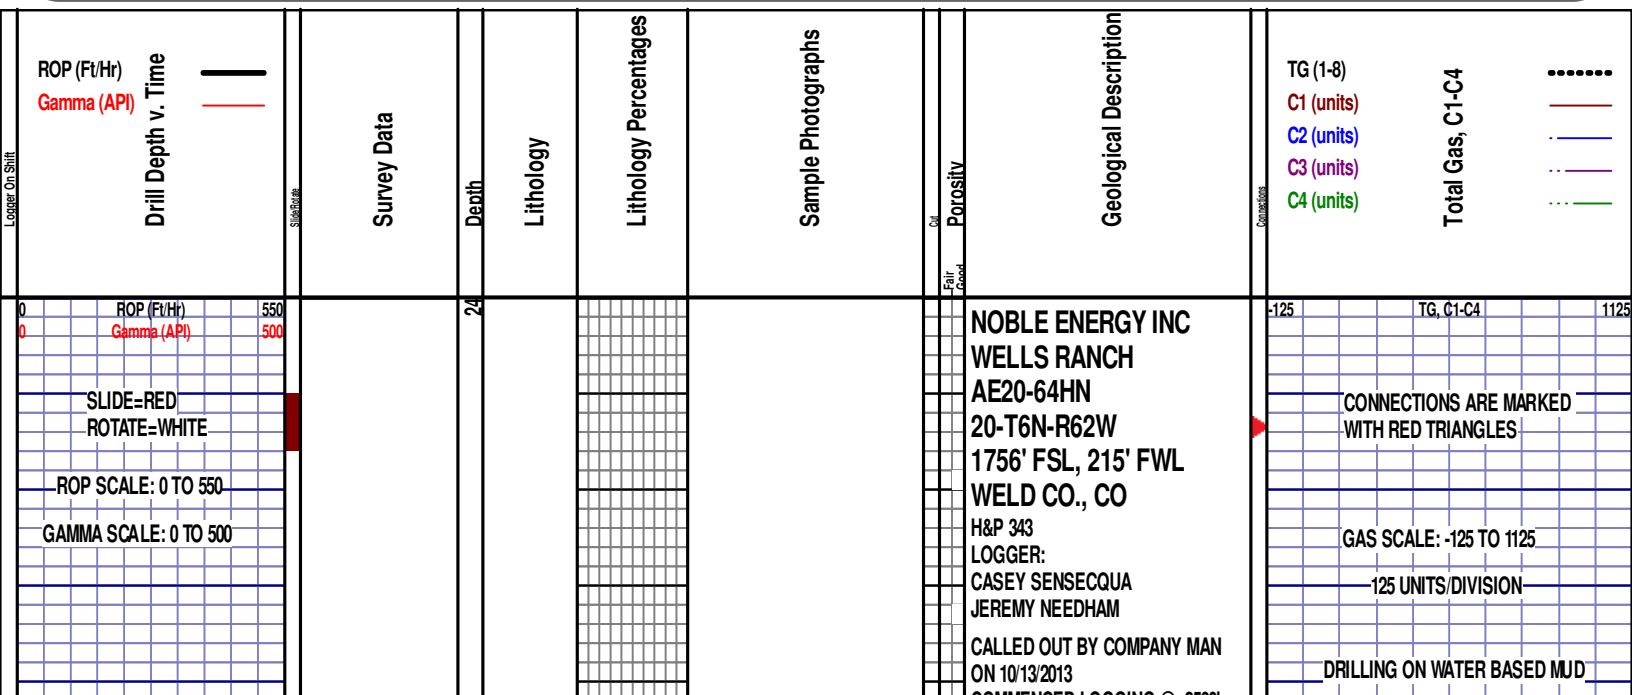 Logger On Shift
ROP (Ft/Hr)
Gamma (API)
Drill Depth v. Time
Slide/Rotate
Survey Data
Depth
Lithology
Lithology Percentages
Sample Photographs
Cut
Porosity
Fair
Good
Geological Description
Connections
TG (1-8)
C1 (units)
C2 (units)
C3 (units)
C4 (units)
Total Gas, C1-C4
0 ROP (Ft/Hr) 550
0 Gamma (API) 500
SLIDE=RED
ROTATE=WHITE
ROP SCALE: 0 TO 550
GAMMA SCALE: 0 TO 500
24
NOBLE ENERGY INC
WELLS RANCH
AE20-64HN
20-T6N-R62W
1756' FSL, 215' FWL
WELD CO., CO
H&P 343
LOGGER:
CASEY SENSECQUA
JEREMY NEEDHAM
CALLED OUT BY COMPANY MAN
ON 10/13/2013
COMMENCED LOGGING @
-125 TG, C1-C4 1125
CONNECTIONS ARE MARKED
WITH RED TRIANGLES
GAS SCALE: -125 TO 1125
125 UNITS/DIVISION
DRILLING ON WATER BASED MUD